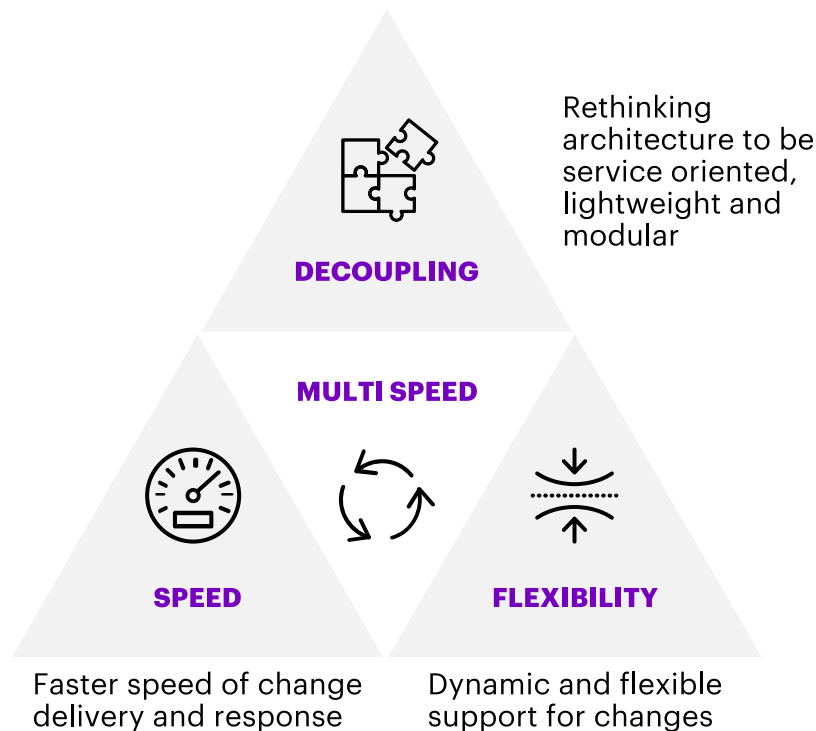 Rethinking
architecture to be
service oriented,
lightweight and
modular
DECOUPLING
MULTI SPEED
SPEED
FLEXIBILITY
Faster speed of change
delivery and response
Dynamic and flexible
support for changes